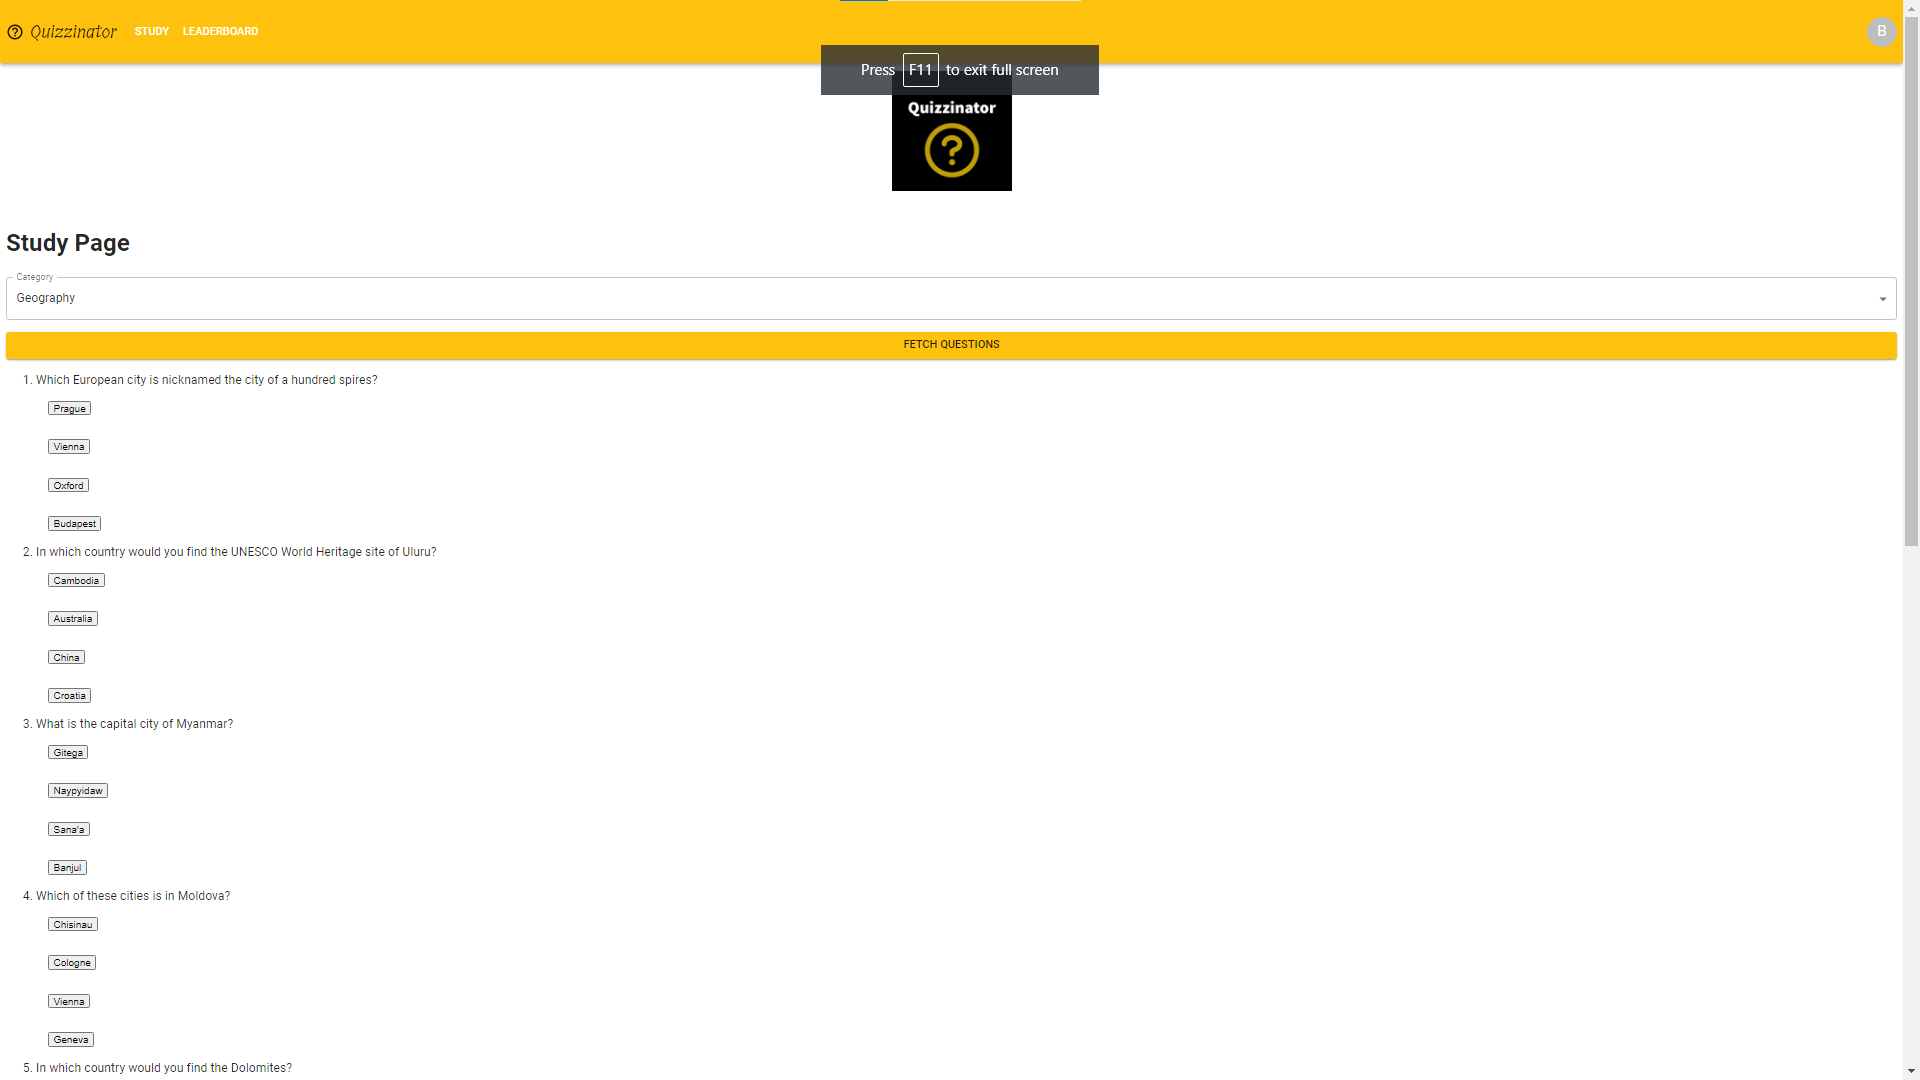 Quizzinator STUDY LEADERBOARD B
Press F11 to exit full screen
Quizzinator
?
Study Page
Category
Geography
FETCH QUESTIONS
1. Which European city is nicknamed the city of a hundred spires?
Prague
Vienna
Oxford
Budapest
2. In which country would you find the UNESCO World Heritage site of Uluru?
Cambodia
Australia
China
Croatia
3. What is the capital city of Myanmar?
Gitega
Naypyidaw
Sana'a
Banjul
4. Which of these cities is in Moldova?
Chisinau
Cologne
Vienna
Geneva
5. In which country would you find the Dolomites?